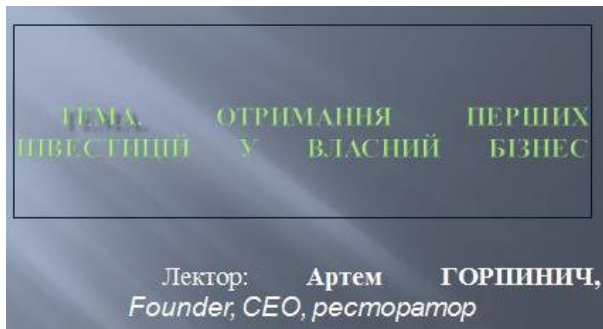 ТЕМА. ОТРИМАННЯ ПЕРШИХ
ІНВЕСТИЦІЙ У ВЛАСНИЙ БІЗНЕС
Лектор: Артем ГОРПИНИЧ,
Founder, CEO, ресторатор